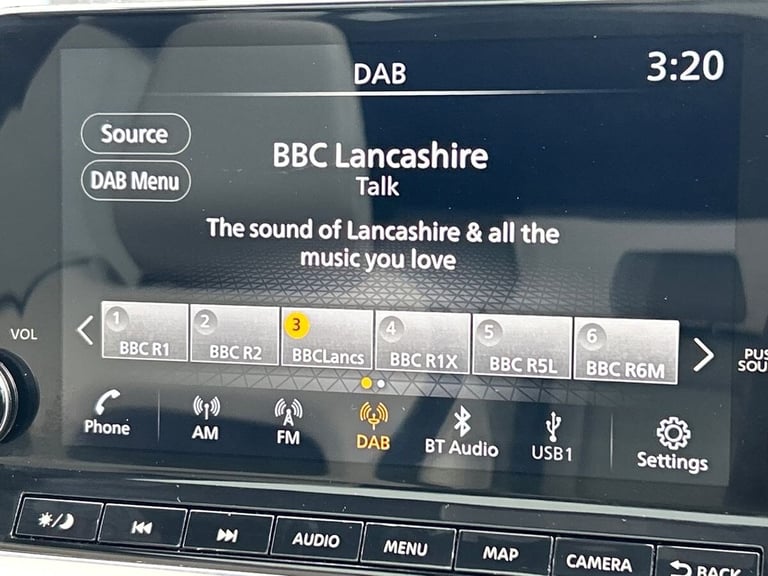 DAB
3:20
Source
DAB Menu
BBC Lancashire
Talk
The sound of Lancashire & all the
music you love
VOL
1
BBC R1
2
BBC R2
3
BBCLancs
4
BBC R1X
5
BBC R5L
6
BBC R6M
PUS
SOU
Phone
AM
FM
DAB
BT Audio
USB1
Settings
AUDIO
MENU
MAP
CAMERA
BACK